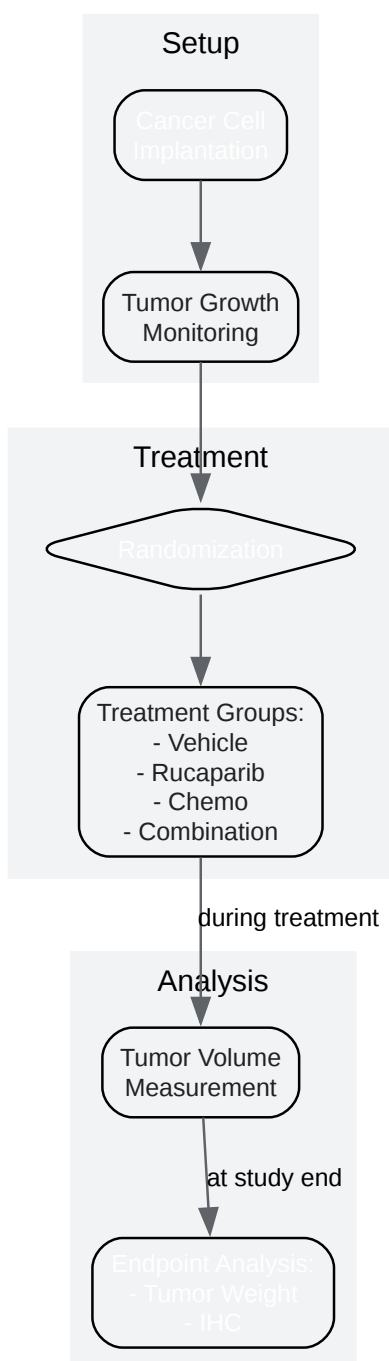 Setup
Cancer Cell
Implantation
Tumor Growth
Monitoring
Treatment
Randomization
Treatment Groups:
- Vehicle
- Rucaparib
- Chemo
- Combination
during treatment
Analysis
Tumor Volume
Measurement
at study end
Endpoint Analysis:
- Tumor Weight
- IHC